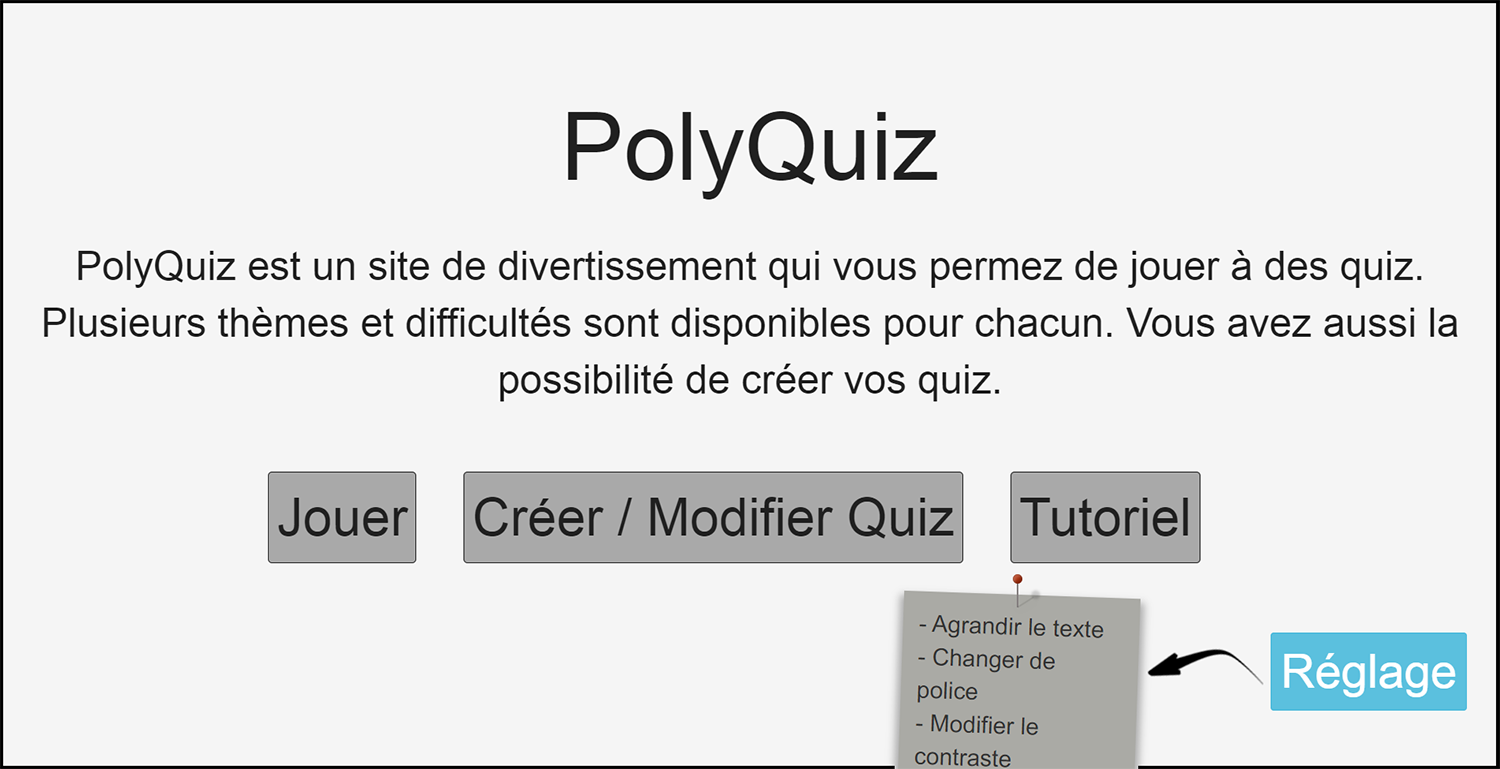 PolyQuiz
PolyQuiz est un site de divertissement qui vous permez de jouer à des quiz.
Plusieurs thèmes et difficultés sont disponibles pour chacun. Vous avez aussi la
possibilité de créer vos quiz.
Jouer
Créer / Modifier Quiz
Tutoriel
- Agrandir le texte
- Changer de
police
- Modifier le
contraste
Réglage